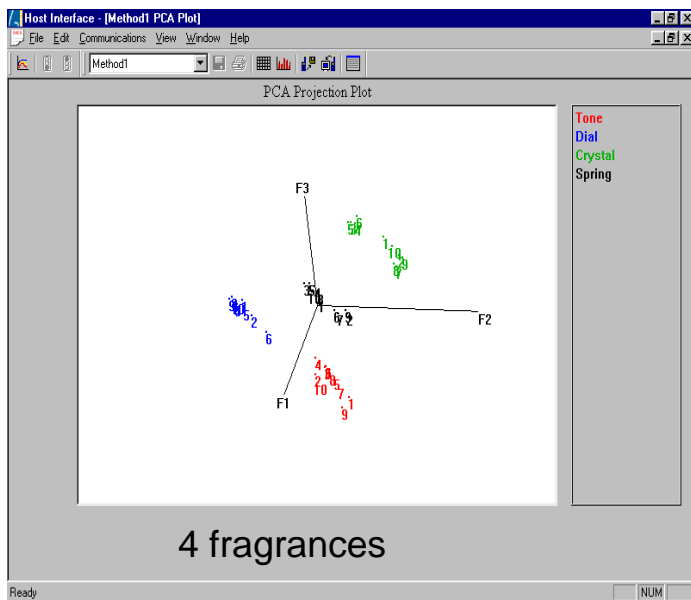 Host Interface - [Method1 PCA Plot]
File Edit Communications View Window Help
Method1
PCA Projection Plot
Tone
Dial
Crystal
Spring
F3
F2
F1
4 fragrances
Ready
NUM